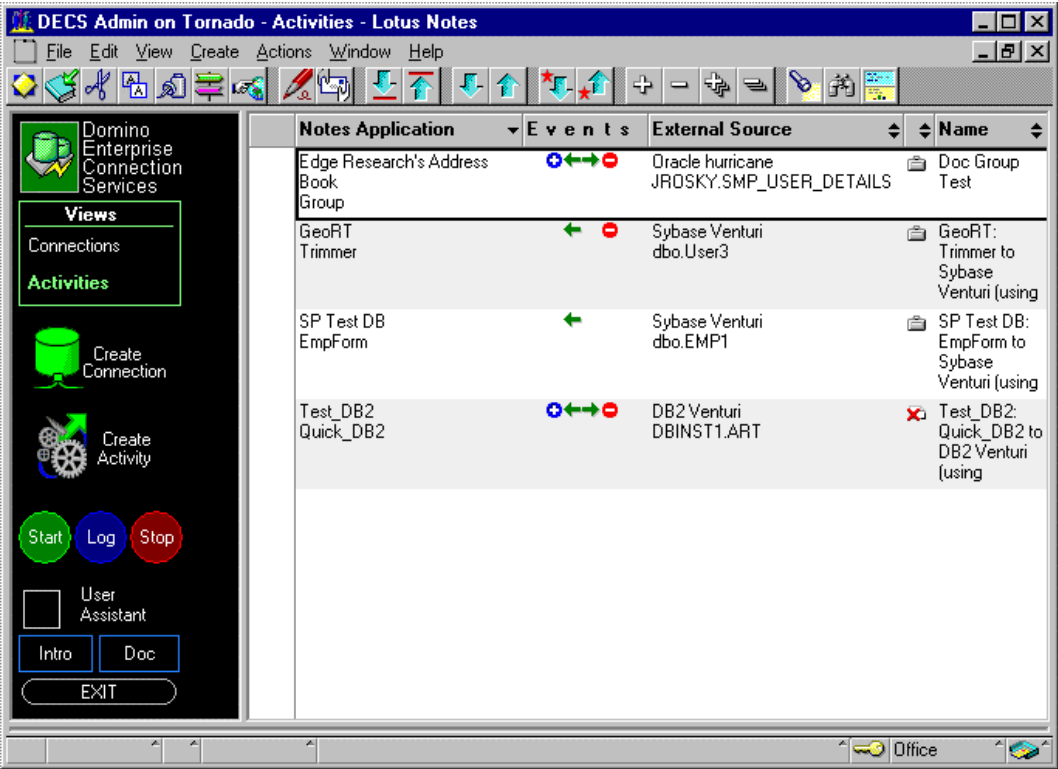 DECS Admin on Tornado - Activities - Lotus Notes
File Edit View Create Actions Window Help
Domino
Enterprise
Connection
Services
Views
Connections
Activities
Create
Connection
Create
Activity
Start Log Stop
User
Assistant
Intro Doc
EXIT
Notes Application Events External Source Name
Edge Research's Address
Book
Group
Oracle hurricane
JROSKY.SMP_USER_DETAILS
Doc Group
Test
GeoRT
Trimmer
Sybase Venturi
dbo.User3
GeoRT:
Trimmer to
Sybase
Venturi (using
SP Test DB
EmpForm
Sybase Venturi
dbo.EMP1
SP Test DB:
EmpForm to
Sybase
Venturi (using
Test_DB2
Quick_DB2
DB2 Venturi
DBINST1.ART
Test_DB2:
Quick_DB2 to
DB2 Venturi
(using
Office